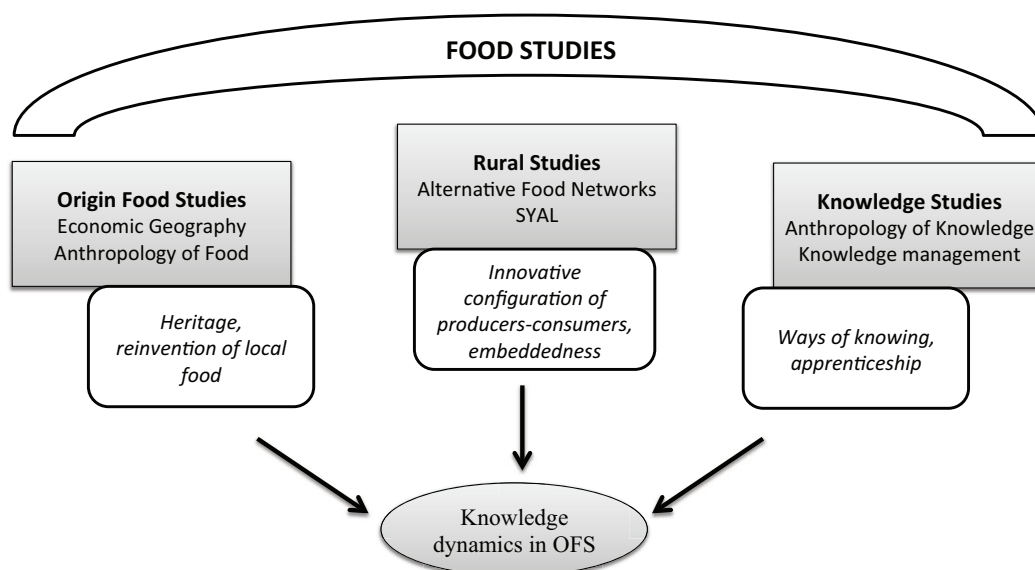 FOOD STUDIES
Origin Food Studies
Economic Geography
Anthropology of Food
Heritage,
reinvention of local
food
Rural Studies
Alternative Food Networks
SYAL
Innovative
configuration of
producers-consumers,
embeddedness
Knowledge Studies
Anthropology of Knowledge
Knowledge management
Ways of knowing,
apprenticeship
Knowledge
dynamics in OFS